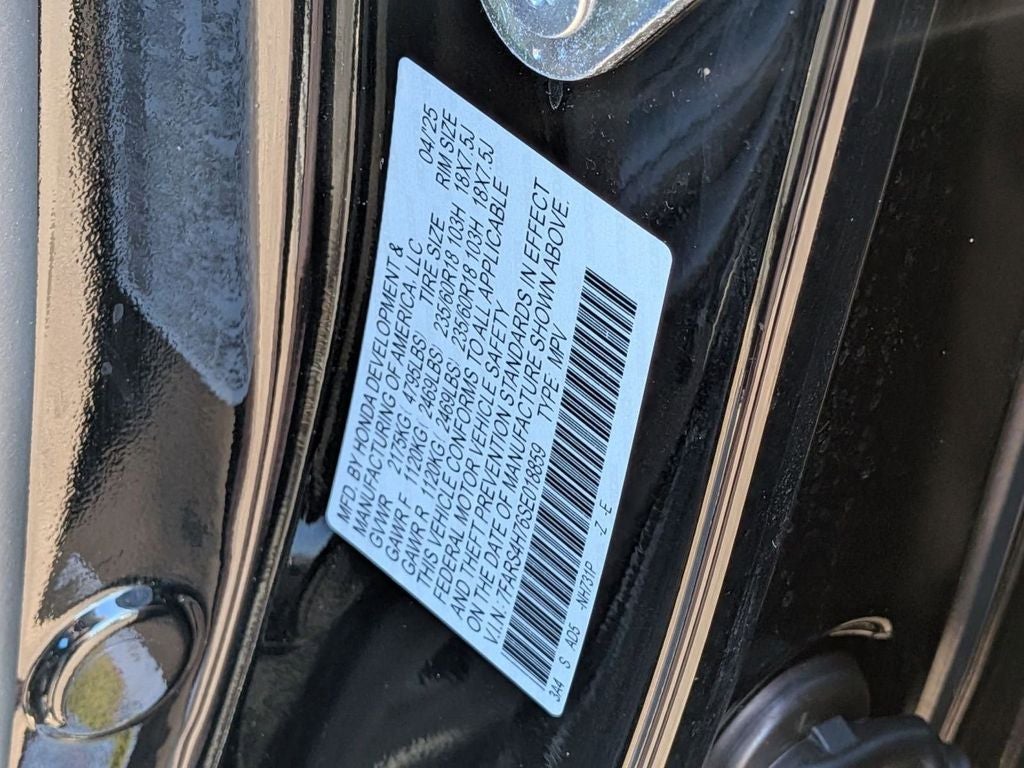 MFD. BY HONDA DEVELOPMENT & 04/25
MANUFACTURING OF AMERICA, LLC
GVWR 2175KG ( 4795LBS) TIRE SIZE RIM SIZE
GAWR F 1120KG ( 2469LBS) 235/60R18 103H 18X7.5J
GAWR R 1120KG ( 2469LBS) 235/60R18 103H 18X7.5J
THIS VEHICLE CONFORMS TO ALL APPLICABLE
FEDERAL MOTOR VEHICLE SAFETY
AND THEFT PREVENTION STANDARDS IN EFFECT
ON THE DATE OF MANUFACTURE SHOWN ABOVE.
V.I.N.: 7FARS4H76SE018859 TYPE MPV
3A4 S A05 -NH731P -Z -E